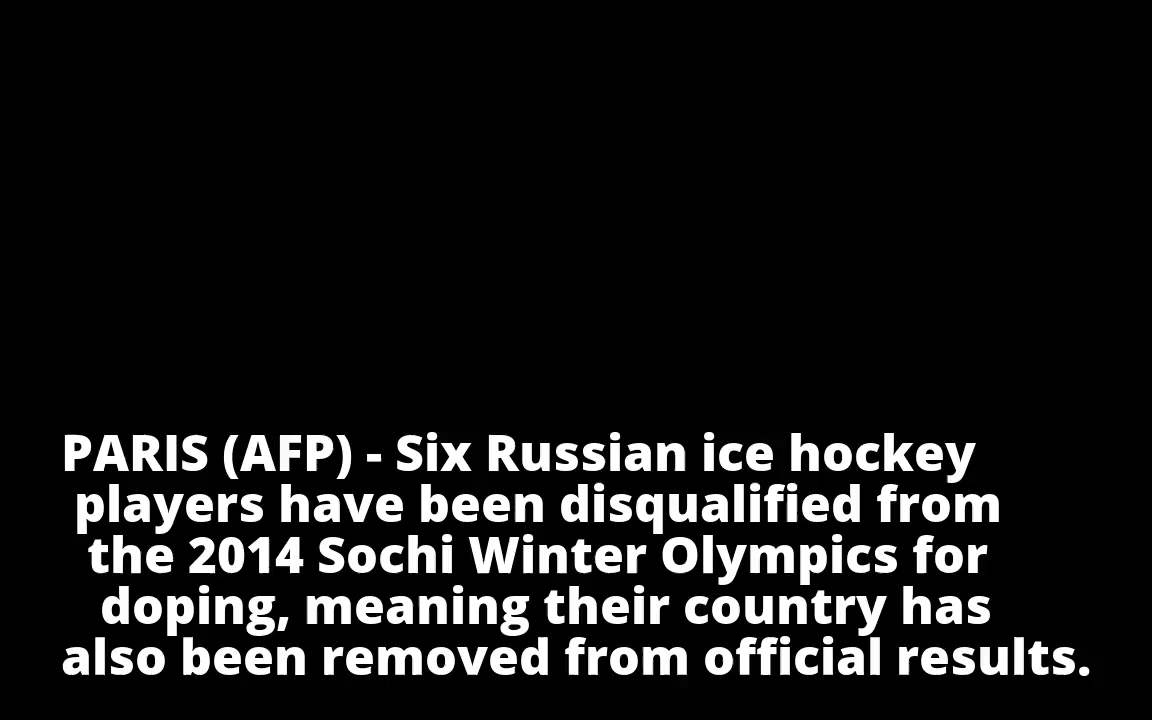 PARIS (AFP) - Six Russian ice hockey
players have been disqualified from
the 2014 Sochi Winter Olympics for
doping, meaning their country has
also been removed from official results.